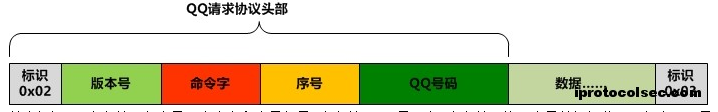 QQ请求协议头部
标识
0x02
版本号
命令字
序号
QQ号码
数据......
标识
0x03
iprotocolsec.com